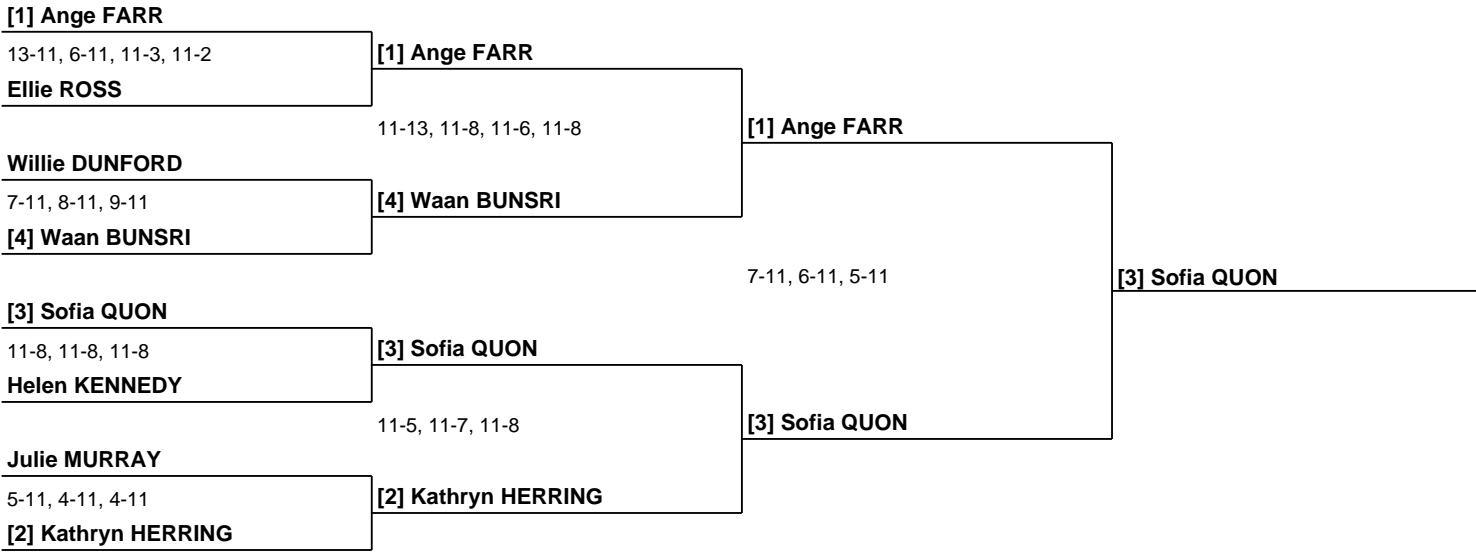 [1] Ange FARR
13-11, 6-11, 11-3, 11-2
[1] Ange FARR
Ellie ROSS
11-13, 11-8, 11-6, 11-8
[1] Ange FARR
Willie DUNFORD
7-11, 8-11, 9-11
[4] Waan BUNSRI
[4] Waan BUNSRI
7-11, 6-11, 5-11
[3] Sofia QUON
[3] Sofia QUON
11-8, 11-8, 11-8
[3] Sofia QUON
Helen KENNEDY
11-5, 11-7, 11-8
[3] Sofia QUON
Julie MURRAY
5-11, 4-11, 4-11
[2] Kathryn HERRING
[2] Kathryn HERRING